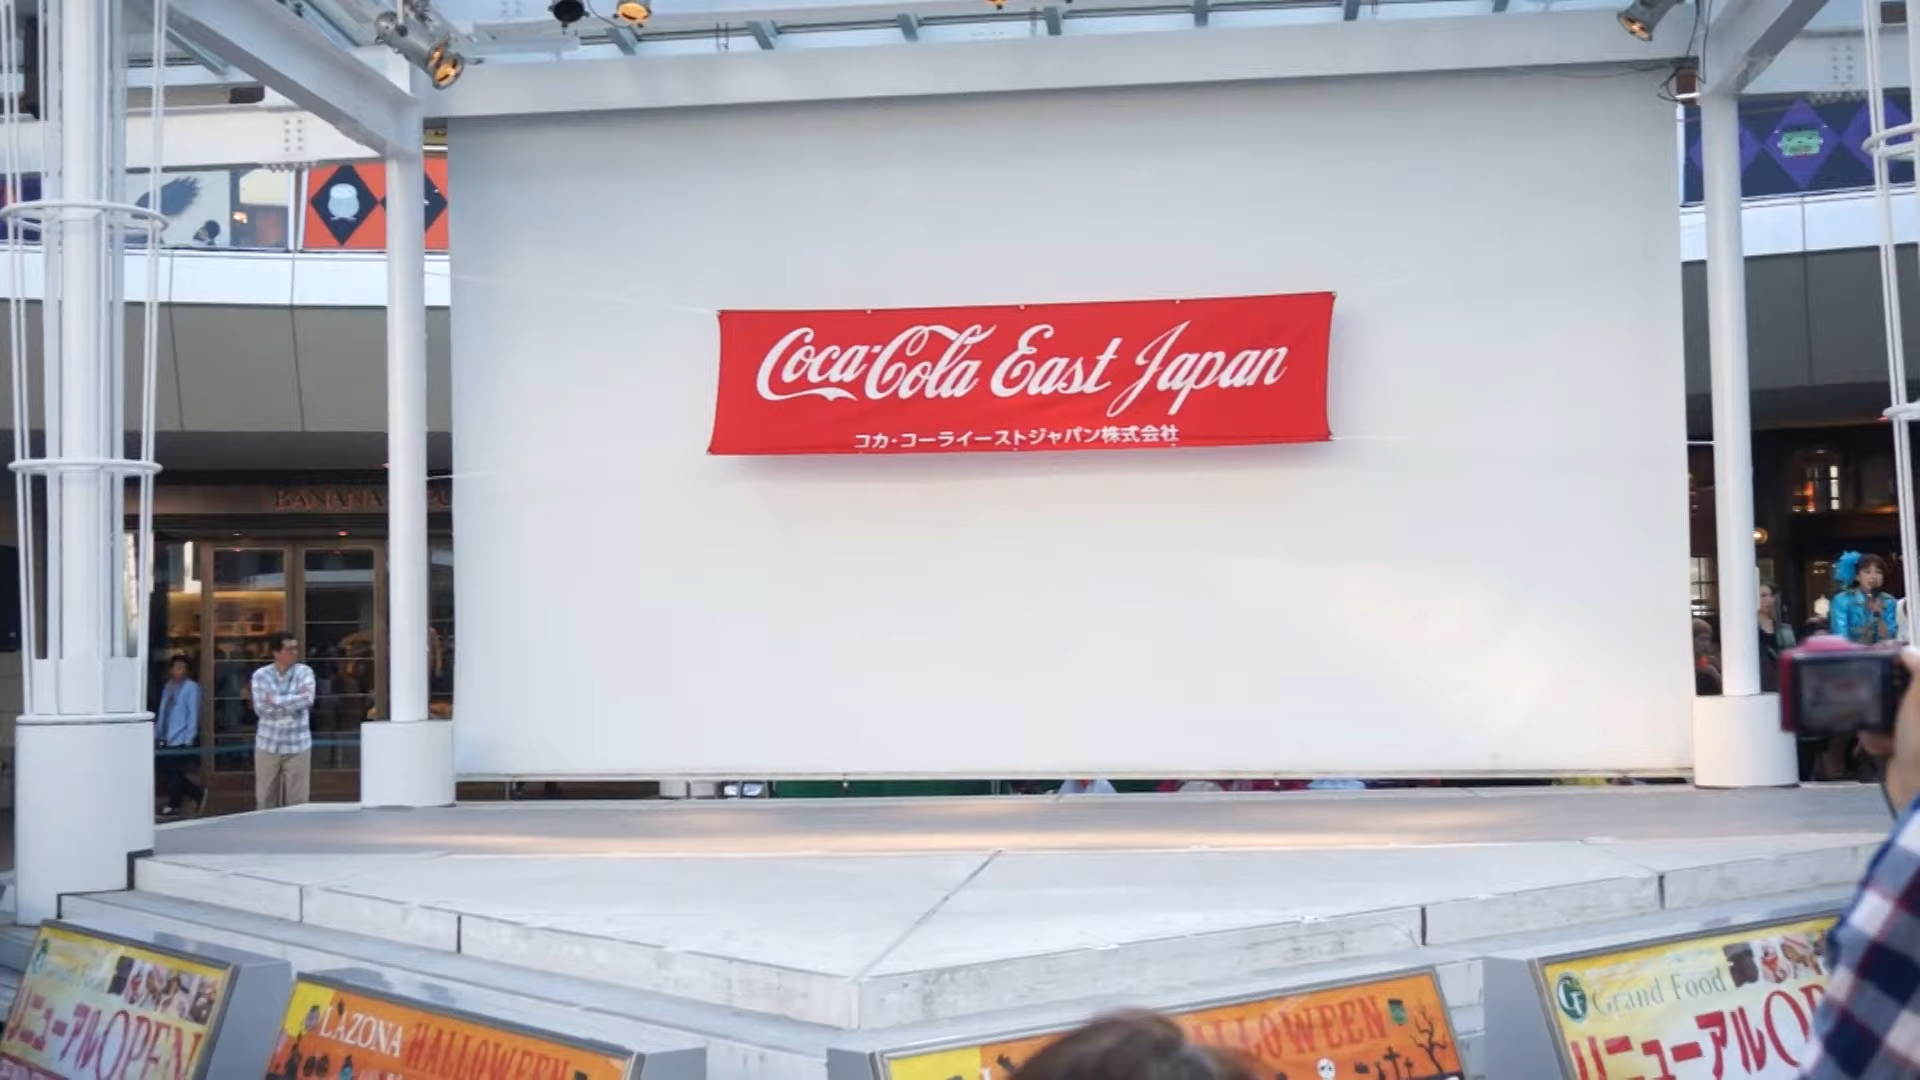 Coca-Cola East Japan
コカ・コーライーストジャパン株式会社
BANANA
リニューアルOPEN
LAZONA HALLOWEEN
HALLOWEEN
Grand Food
リニューアルO